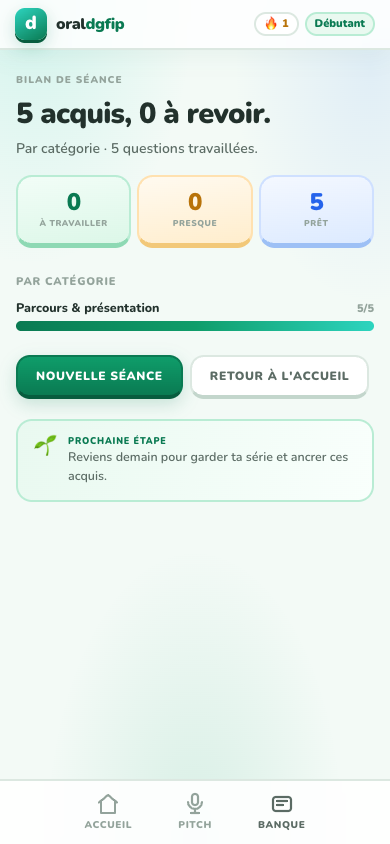 d oraldgfip 🔥 1 Débutant
BILAN DE SÉANCE
5 acquis, 0 à revoir.
Par catégorie · 5 questions travaillées.
0 0 5
À TRAVAILLER PRESQUE PRÊT
PAR CATÉGORIE
Parcours & présentation 5/5
NOUVELLE SÉANCE RETOUR À L'ACCUEIL
PROCHAINE ÉTAPE
Reviens demain pour garder ta série et ancrer ces
acquis.
ACCUEIL PITCH BANQUE